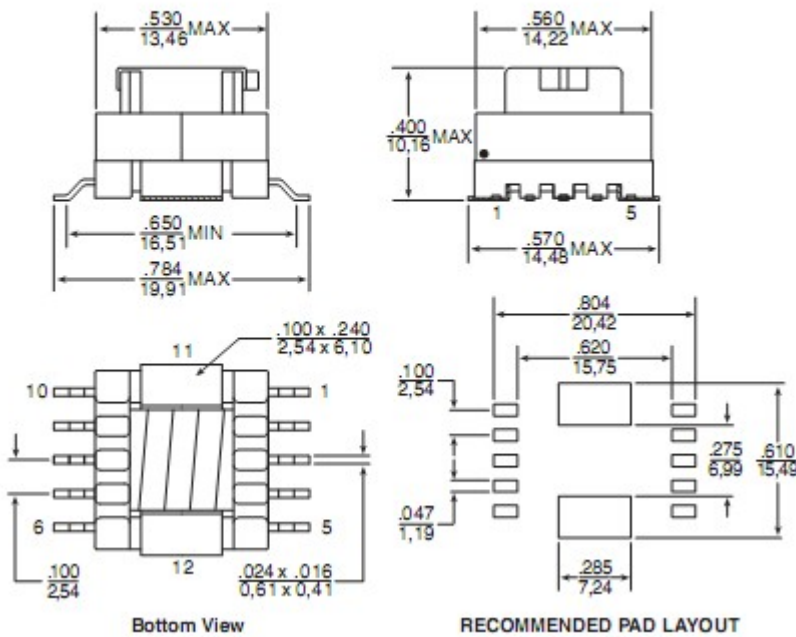 .530
13,46 MAX
.560
14,22 MAX
.400
10,16 MAX
1 5
.650
16,51 MIN
.784
19,91 MAX
.570
14,48 MAX
.100 x .240
2,54 x 6,10
11
10 1
6 5
12
.100
2,54
.024 x .016
0,61 x 0,41
Bottom View
.804
20,42
.620
15,75
.100
2,54
.275
6,99
.610
15,49
.047
1,19
.285
7,24
RECOMMENDED PAD LAYOUT